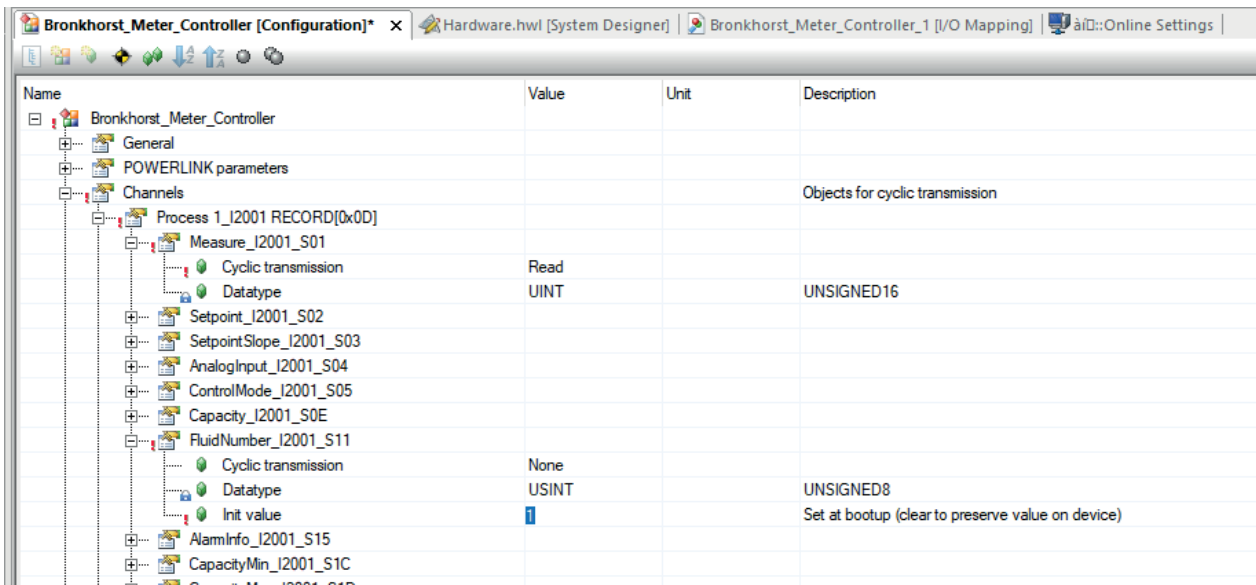 Bronkhorst_Meter_Controller [Configuration]* x Hardware.hwl [System Designer] Bronkhorst_Meter_Controller_1 [I/O Mapping] ::Online Settings
Name Value Unit Description
Bronkhorst_Meter_Controller
General
POWERLINK parameters
Channels Objects for cyclic transmission
Process 1_I2001 RECORD[0x0D]
Measure_I2001_S01
Cyclic transmission Read
Datatype UINT UNSIGNED16
Setpoint_I2001_S02
SetpointSlope_I2001_S03
AnalogInput_I2001_S04
ControlMode_I2001_S05
Capacity_I2001_S0E
FluidNumber_I2001_S11
Cyclic transmission None
Datatype USINT UNSIGNED8
Init value 1 Set at bootup (clear to preserve value on device)
AlarmInfo_I2001_S15
CapacityMin_I2001_S1C